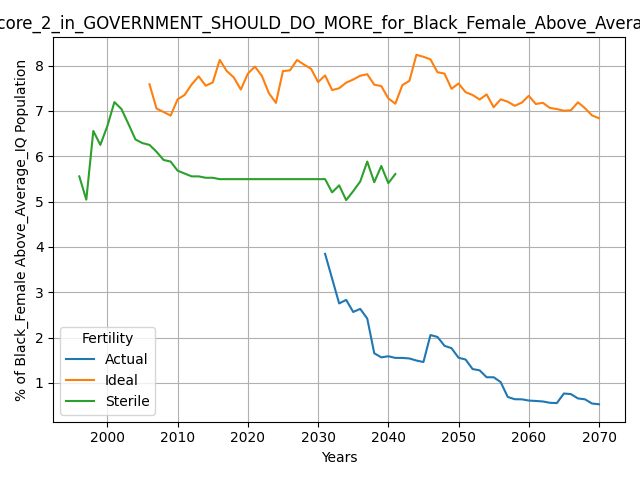 core_2_in_GOVERNMENT_SHOULD_DO_MORE_for_Black_Female_Above_Avera
% of Black_Female Above_Average_IQ Population
8
7
6
5
4
3
2
1
Fertility
Actual
Ideal
Sterile
2000 2010 2020 2030 2040 2050 2060 2070
Years